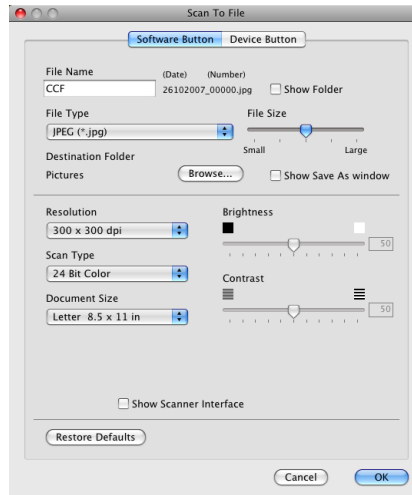 Scan To File
Software Button Device Button
File Name (Date) (Number)
CCF 26102007_00000.jpg Show Folder
File Type File Size
JPEG (*.jpg)
Small Large
Destination Folder
Pictures Browse... Show Save As window
Resolution Brightness
300 x 300 dpi
50
Scan Type
24 Bit Color
Contrast
Document Size
Letter 8.5 x 11 in 50
Show Scanner Interface
Restore Defaults
Cancel OK